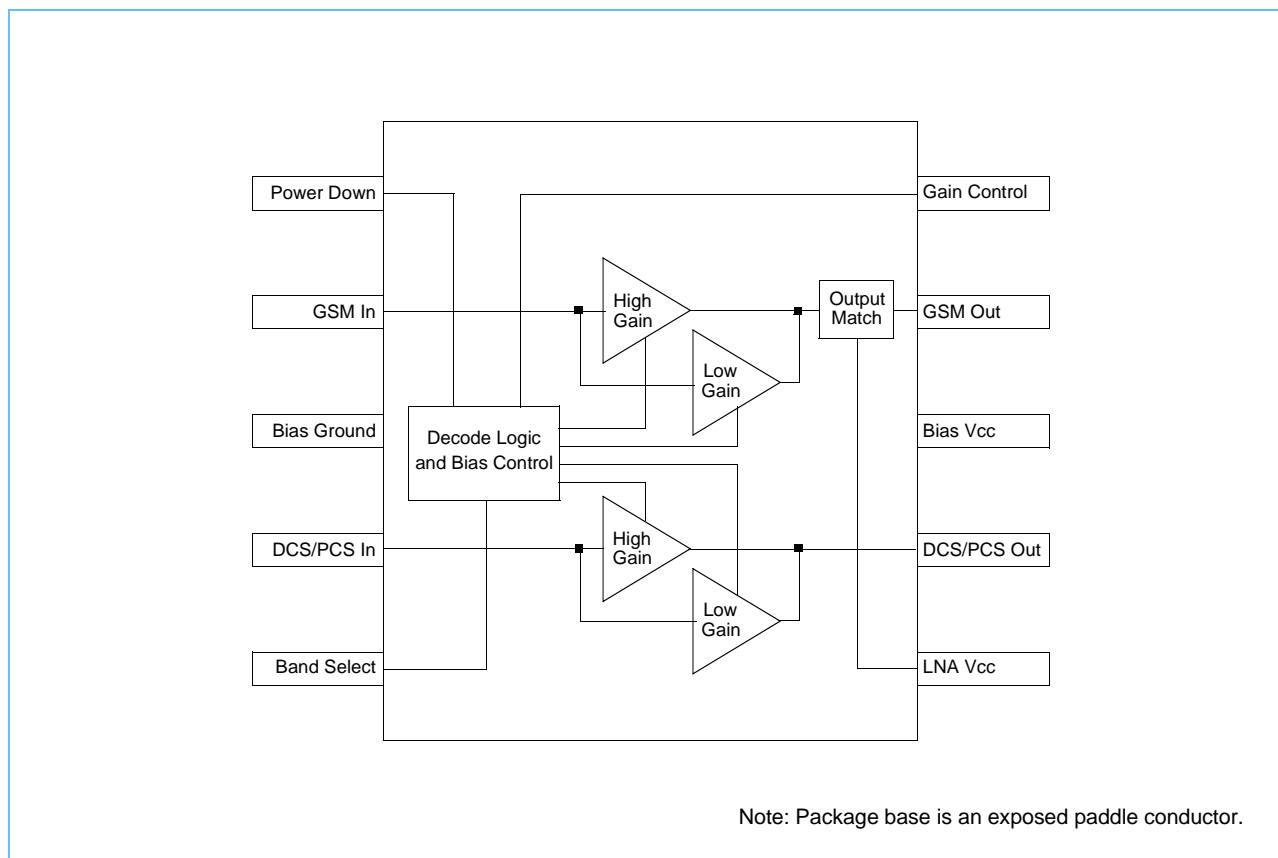 Power Down
Gain Control
High
Gain
Output
Match
GSM In
GSM Out
Low
Gain
Bias Ground
Decode Logic
and Bias Control
Bias Vcc
High
Gain
DCS/PCS In
DCS/PCS Out
Low
Gain
Band Select
LNA Vcc
Note: Package base is an exposed paddle conductor.